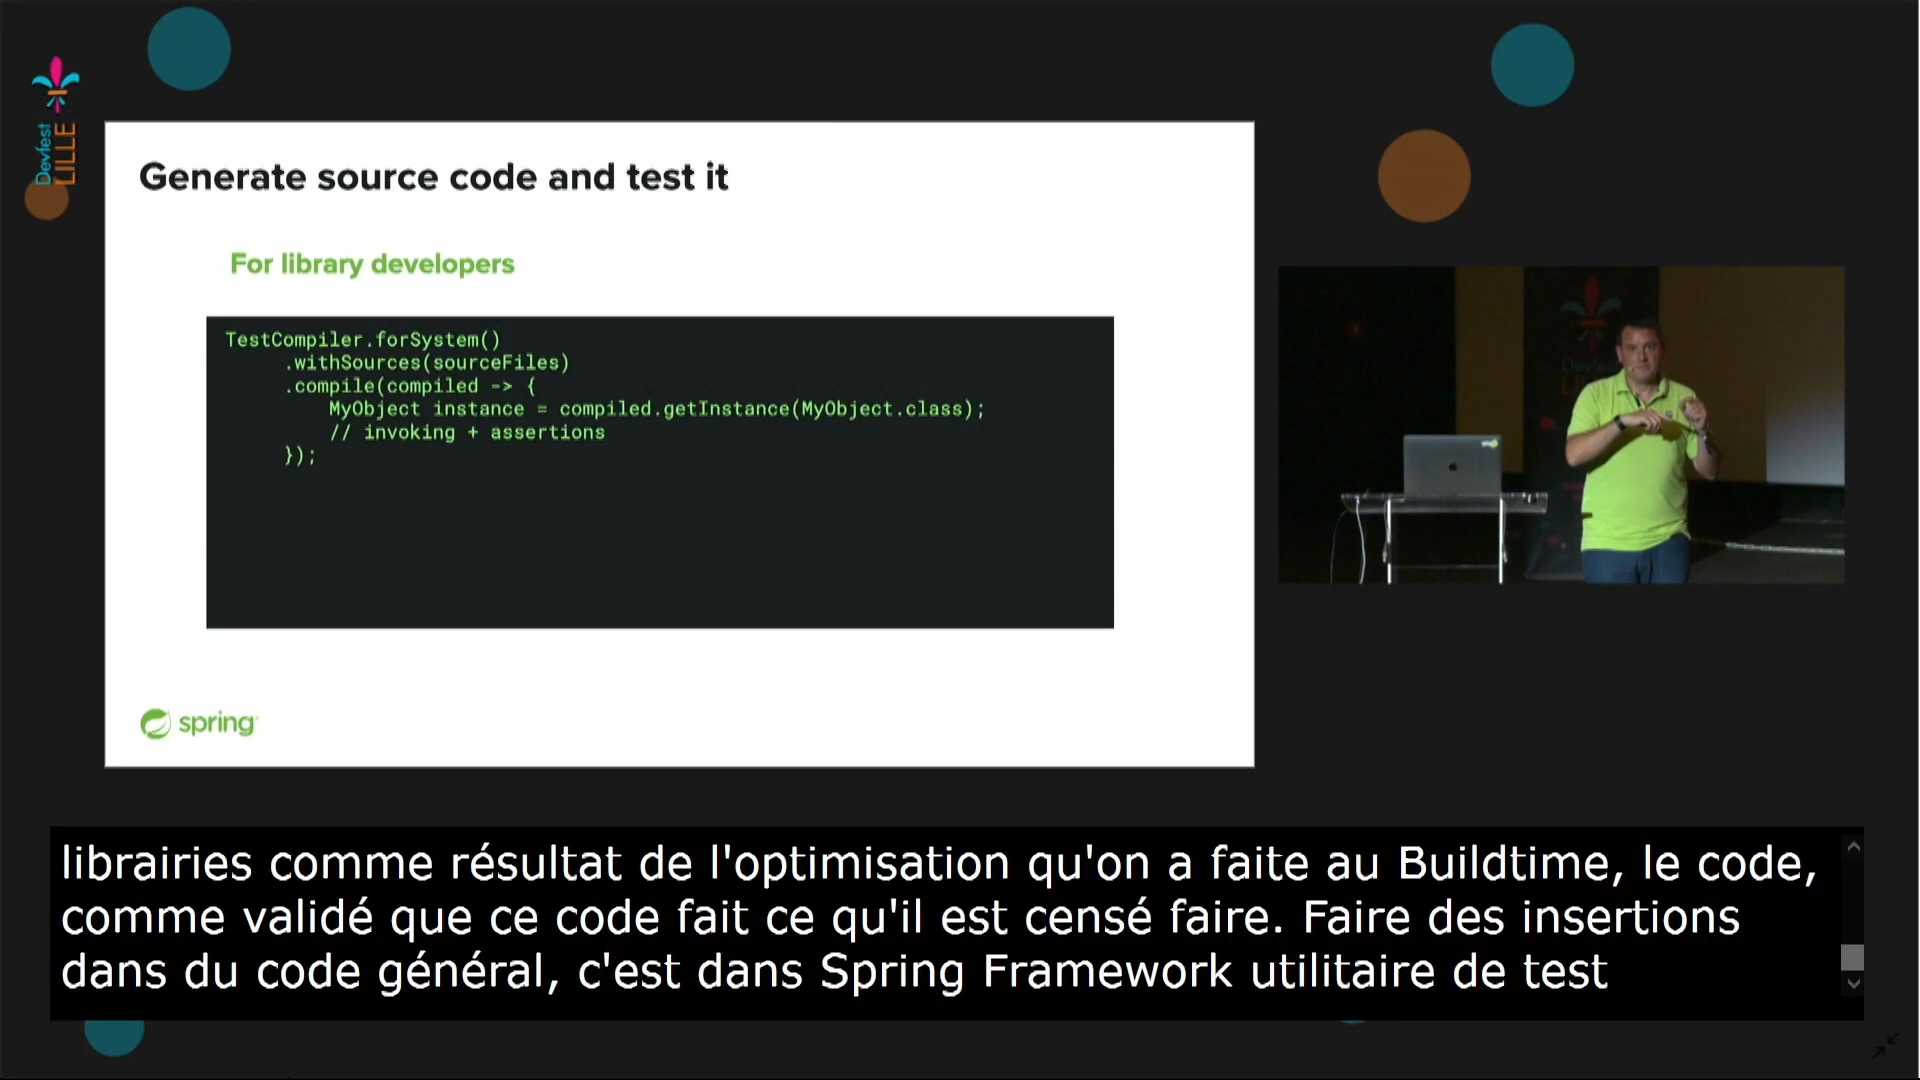 Devfest
LILLE
Generate source code and test it
For library developers
TestCompiler.forSystem()
.withSources(sourceFiles)
.compile(compiled -> {
MyObject instance = compiled.getInstance(MyObject.class);
// invoking + assertions
});
spring
librairies comme résultat de l'optimisation qu'on a faite au Buildtime, le code,
comme validé que ce code fait ce qu'il est censé faire. Faire des insertions
dans du code général, c'est dans Spring Framework utilitaire de test